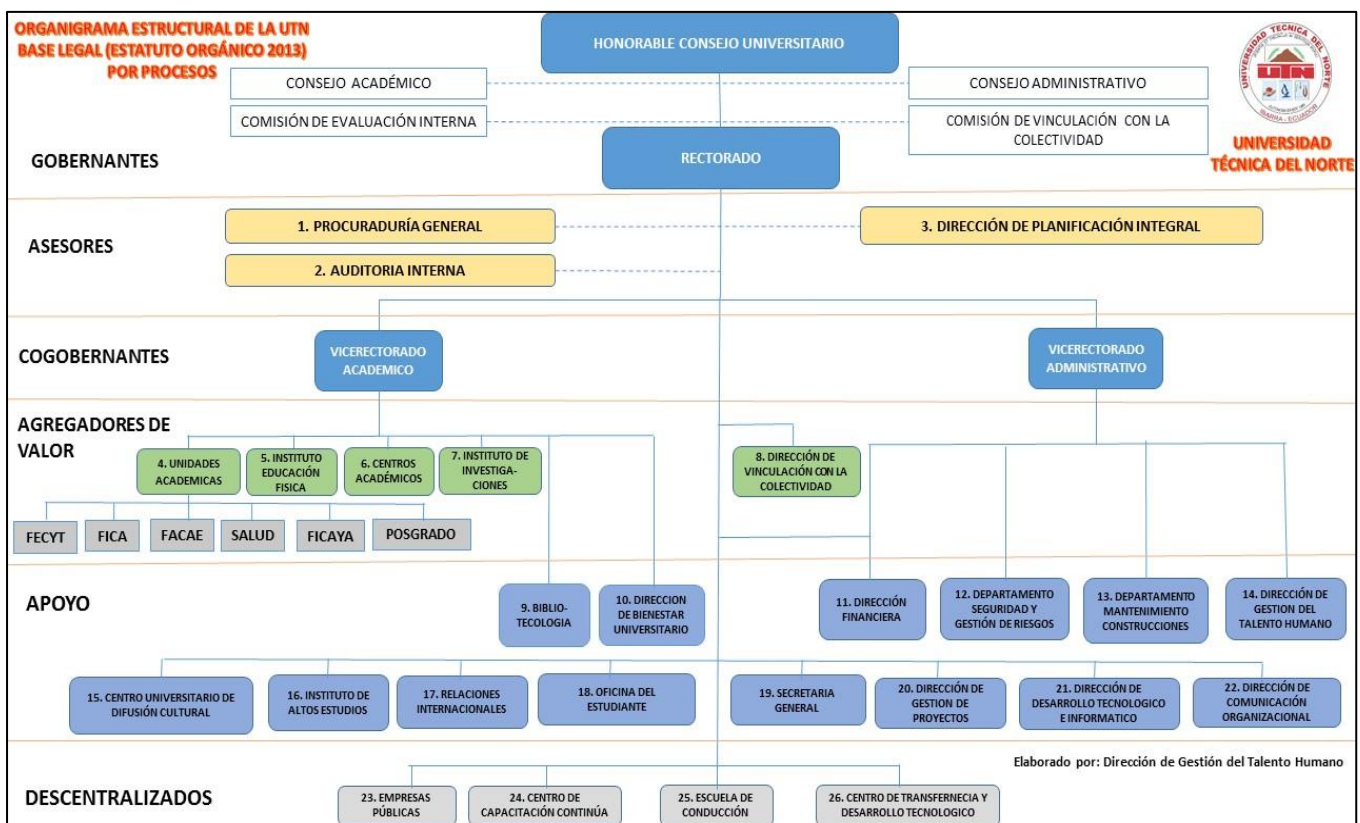 ORGANIGRAMA ESTRUCTURAL DE LA UTN
BASE LEGAL (ESTATUTO ORGÁNICO 2013)
POR PROCESOS
HONORABLE CONSEJO UNIVERSITARIO
CONSEJO ACADÉMICO
CONSEJO ADMINISTRATIVO
COMISIÓN DE EVALUACIÓN INTERNA
COMISIÓN DE VINCULACIÓN CON LA
COLECTIVIDAD
UNIVERSIDAD TECNICA DEL NORTE
UTN
IBARRA - ECUADOR
UNIVERSIDAD
TÉCNICA DEL NORTE
GOBERNANTES
RECTORADO
ASESORES
1. PROCURADURÍA GENERAL
3. DIRECCIÓN DE PLANIFICACIÓN INTEGRAL
2. AUDITORIA INTERNA
COGOBERNANTES
VICERECTORADO
ACADEMICO
VICERECTORADO
ADMINISTRATIVO
AGREGADORES DE
VALOR
4. UNIDADES
ACADEMICAS
5. INSTITUTO
EDUCACIÓN
FISICA
6. CENTROS
ACADÉMICOS
7. INSTITUTO DE
INVESTIGA-
CIONES
8. DIRECCIÓN DE
VINCULACIÓN CON LA
COLECTIVIDAD
FECYT
FICA
FACAE
SALUD
FICAYA
POSGRADO
APOYO
9. BIBLIO-
TECOLOGIA
10. DIRECCION
DE BIENESTAR
UNIVERSITARIO
11. DIRECCIÓN
FINANCIERA
12. DEPARTAMENTO
SEGURIDAD Y
GESTIÓN DE RIESGOS
13. DEPARTAMENTO
MANTENIMIENTO
CONSTRUCCIONES
14. DIRECCIÓN DE
GESTION DEL
TALENTO HUMANO
15. CENTRO UNIVERSITARIO DE
DIFUSIÓN CULTURAL
16. INSTITUTO DE
ALTOS ESTUDIOS
17. RELACIONES
INTERNACIONALES
18. OFICINA DEL
ESTUDIANTE
19. SECRETARIA
GENERAL
20. DIRECCIÓN DE
GESTION DE
PROYECTOS
21. DIRECCIÓN DE
DESARROLLO TECNOLOGICO
E INFORMATICO
22. DIRECCIÓN DE
COMUNICACIÓN
ORGANIZACIONAL
Elaborado por: Dirección de Gestión del Talento Humano
DESCENTRALIZADOS
23. EMPRESAS
PÚBLICAS
24. CENTRO DE
CAPACITACIÓN CONTINÚA
25. ESCUELA DE
CONDUCCIÓN
26. CENTRO DE TRANSFERNECIA Y
DESARROLLO TECNOLOGICO